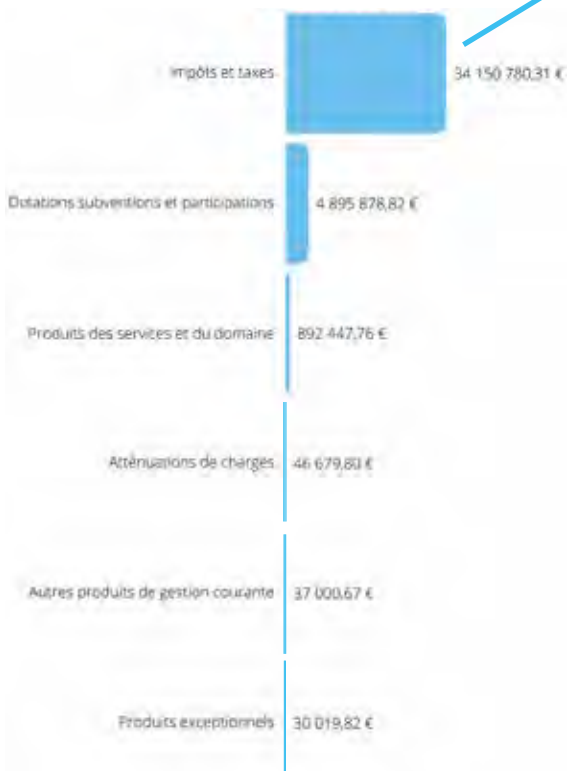 Impôts et taxes 34 150 780,31 €
Dotations subventions et participations 4 895 878,82 €
Produits des services et du domaine 892 447,76 €
Atténuations de charges 46 679,80 €
Autres produits de gestion courante 37 000,67 €
Produits exceptionnels 30 019,82 €